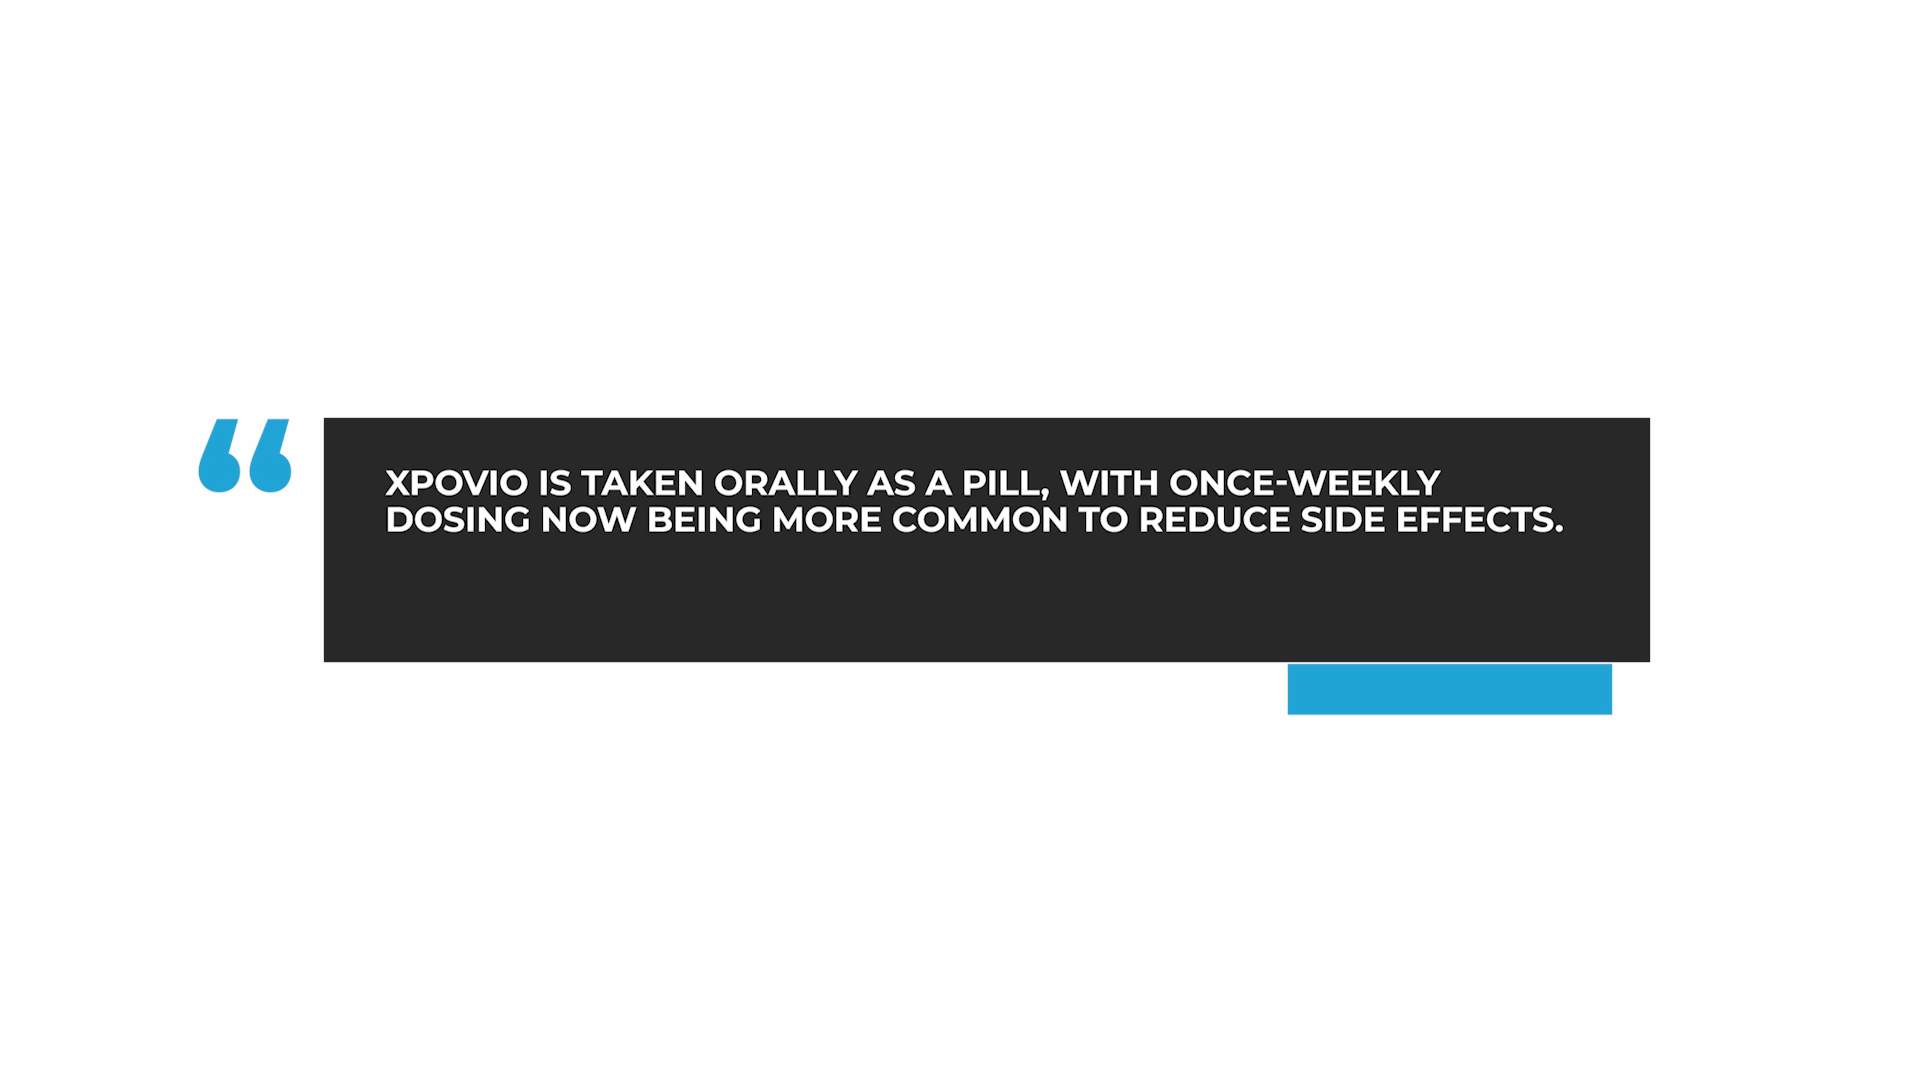 XPOVIO IS TAKEN ORALLY AS A PILL, WITH ONCE-WEEKLY
DOSING NOW BEING MORE COMMON TO REDUCE SIDE EFFECTS.